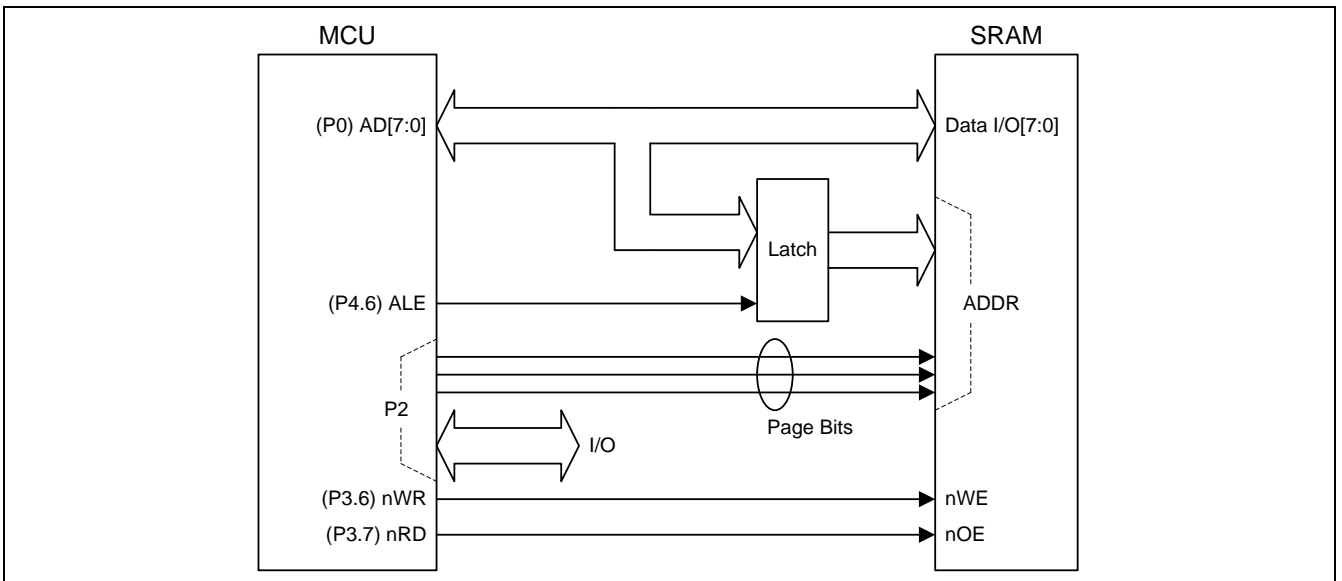 MCU
SRAM
(P0) AD[7:0]
Data I/O[7:0]
Latch
(P4.6) ALE
ADDR
P2
Page Bits
I/O
(P3.6) nWR
nWE
(P3.7) nRD
nOE